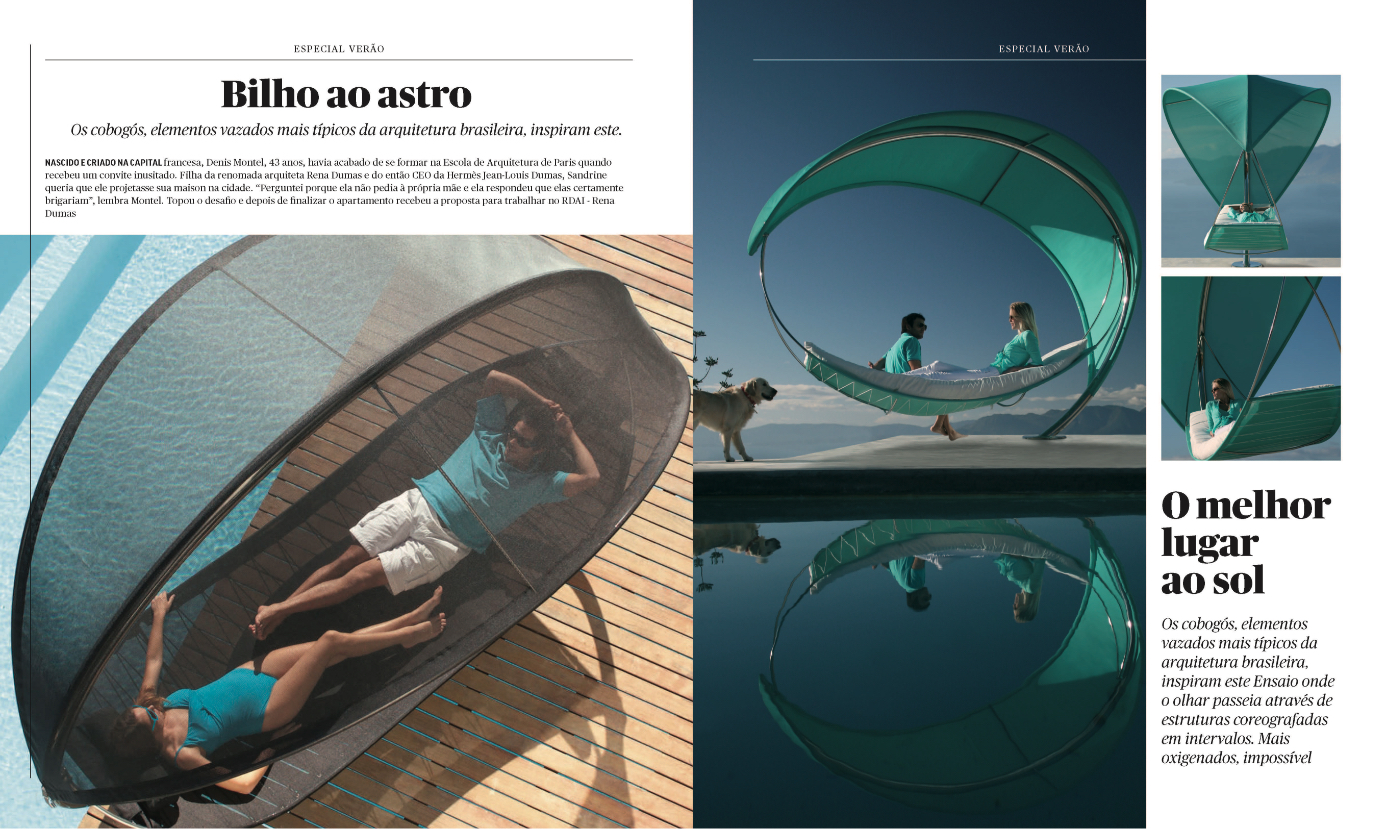 ESPECIAL VERÃO
Bilho ao astro
Os cobogós, elementos vazados mais típicos da arquitetura brasileira, inspiram este.
NASCIDO E CRIADO NA CAPITAL francesa, Denis Montel, 43 anos, havia acabado de se formar na Escola de Arquitetura de Paris quando
recebeu um convite inusitado. Filha da renomada arquiteta Rena Dumas e do então CEO da Hermès Jean-Louis Dumas, Sandrine
queria que ele projetasse sua maison na cidade. “Perguntei porque ela não pedia à própria mãe e ela respondeu que elas certamente
brigariam”, lembra Montel. Topou o desafio e depois de finalizar o apartamento recebeu a proposta para trabalhar no RDAI - Rena
Dumas
ESPECIAL VERÃO
O melhor
lugar
ao sol
Os cobogós, elementos
vazados mais típicos da
arquitetura brasileira,
inspiram este Ensaio onde
o olhar passeia através de
estruturas coreografadas
em intervalos. Mais
oxigenados, impossível